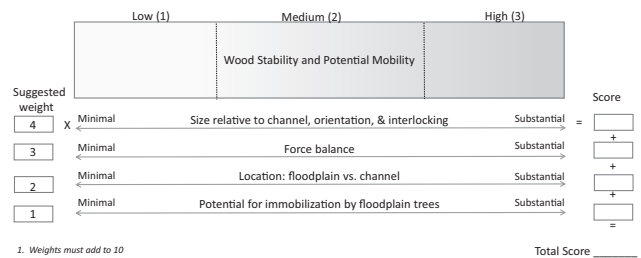 Low (1) Medium (2) High (3)
Wood Stability and Potential Mobility
Suggested
weight
Score
4 X Minimal Size relative to channel, orientation, & interlocking Substantial =
+
3 Minimal Force balance Substantial
+
2 Minimal Location: floodplain vs. channel Substantial
+
1 Minimal Potential for immobilization by floodplain trees Substantial
=
1. Weights must add to 10
Total Score _______